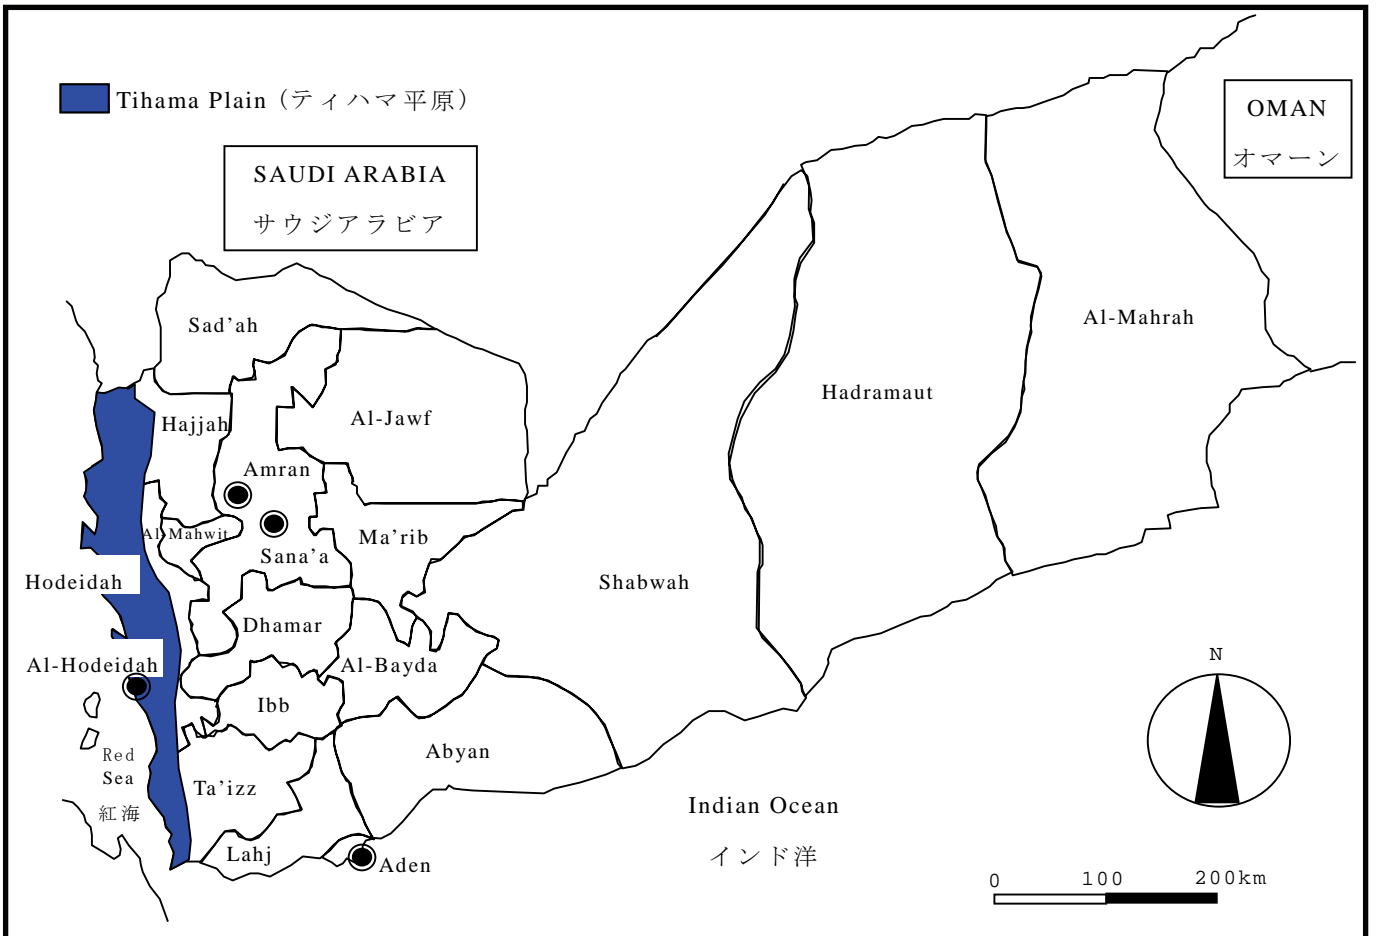 Tihama Plain (ティハマ平原)
SAUDI ARABIA
サウジアラビア
OMAN
オマーン
Sad’ah
Al-Mahrah
Hadramaut
Hajjah
Al-Jawf
Amran
Al-Mahwit
Sana’a
Ma’rib
Hodeidah
Shabwah
Dhamar
Al-Hodeidah
Al-Bayda
Ibb
Red
Sea
紅海
Abyan
Ta’izz
Lahj
Aden
Indian Ocean
インド洋
N
0 100 200km